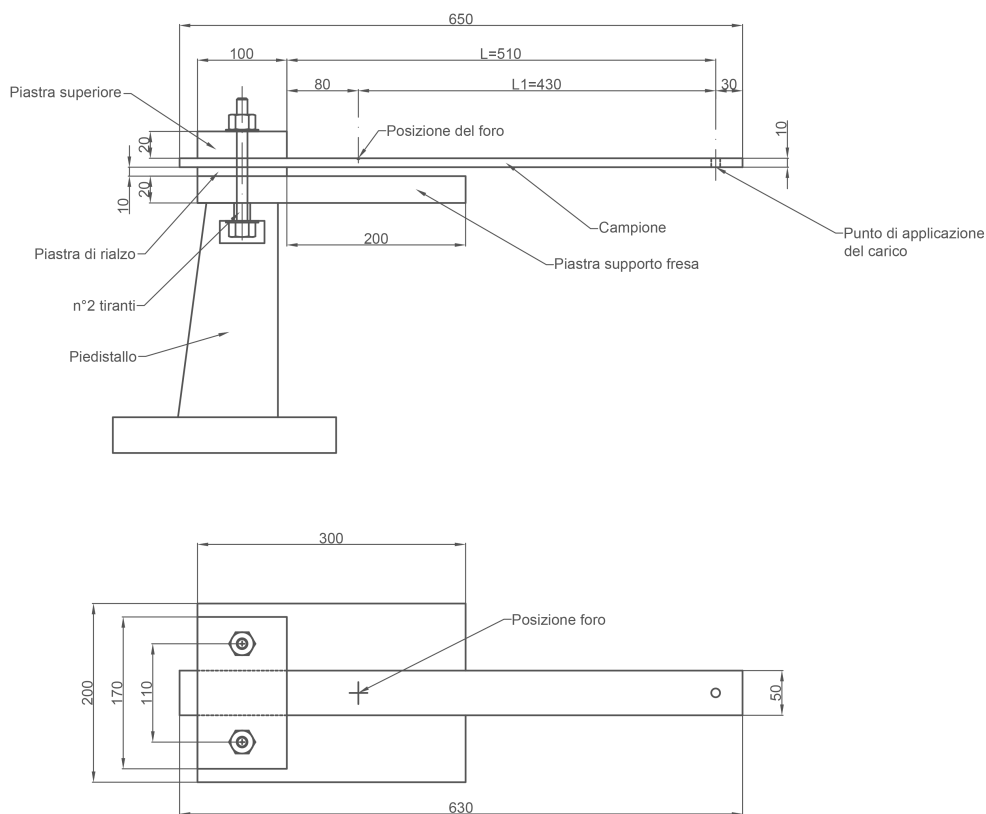 650
100
L=510
80
L1=430
30
Piastra superiore
20
Posizione del foro
10
10
20
200
Campione
Piastra di rialzo
Piastra supporto fresa
Punto di applicazione
del carico
n°2 tiranti
Piedistallo
300
Posizione foro
200
170
110
50
630